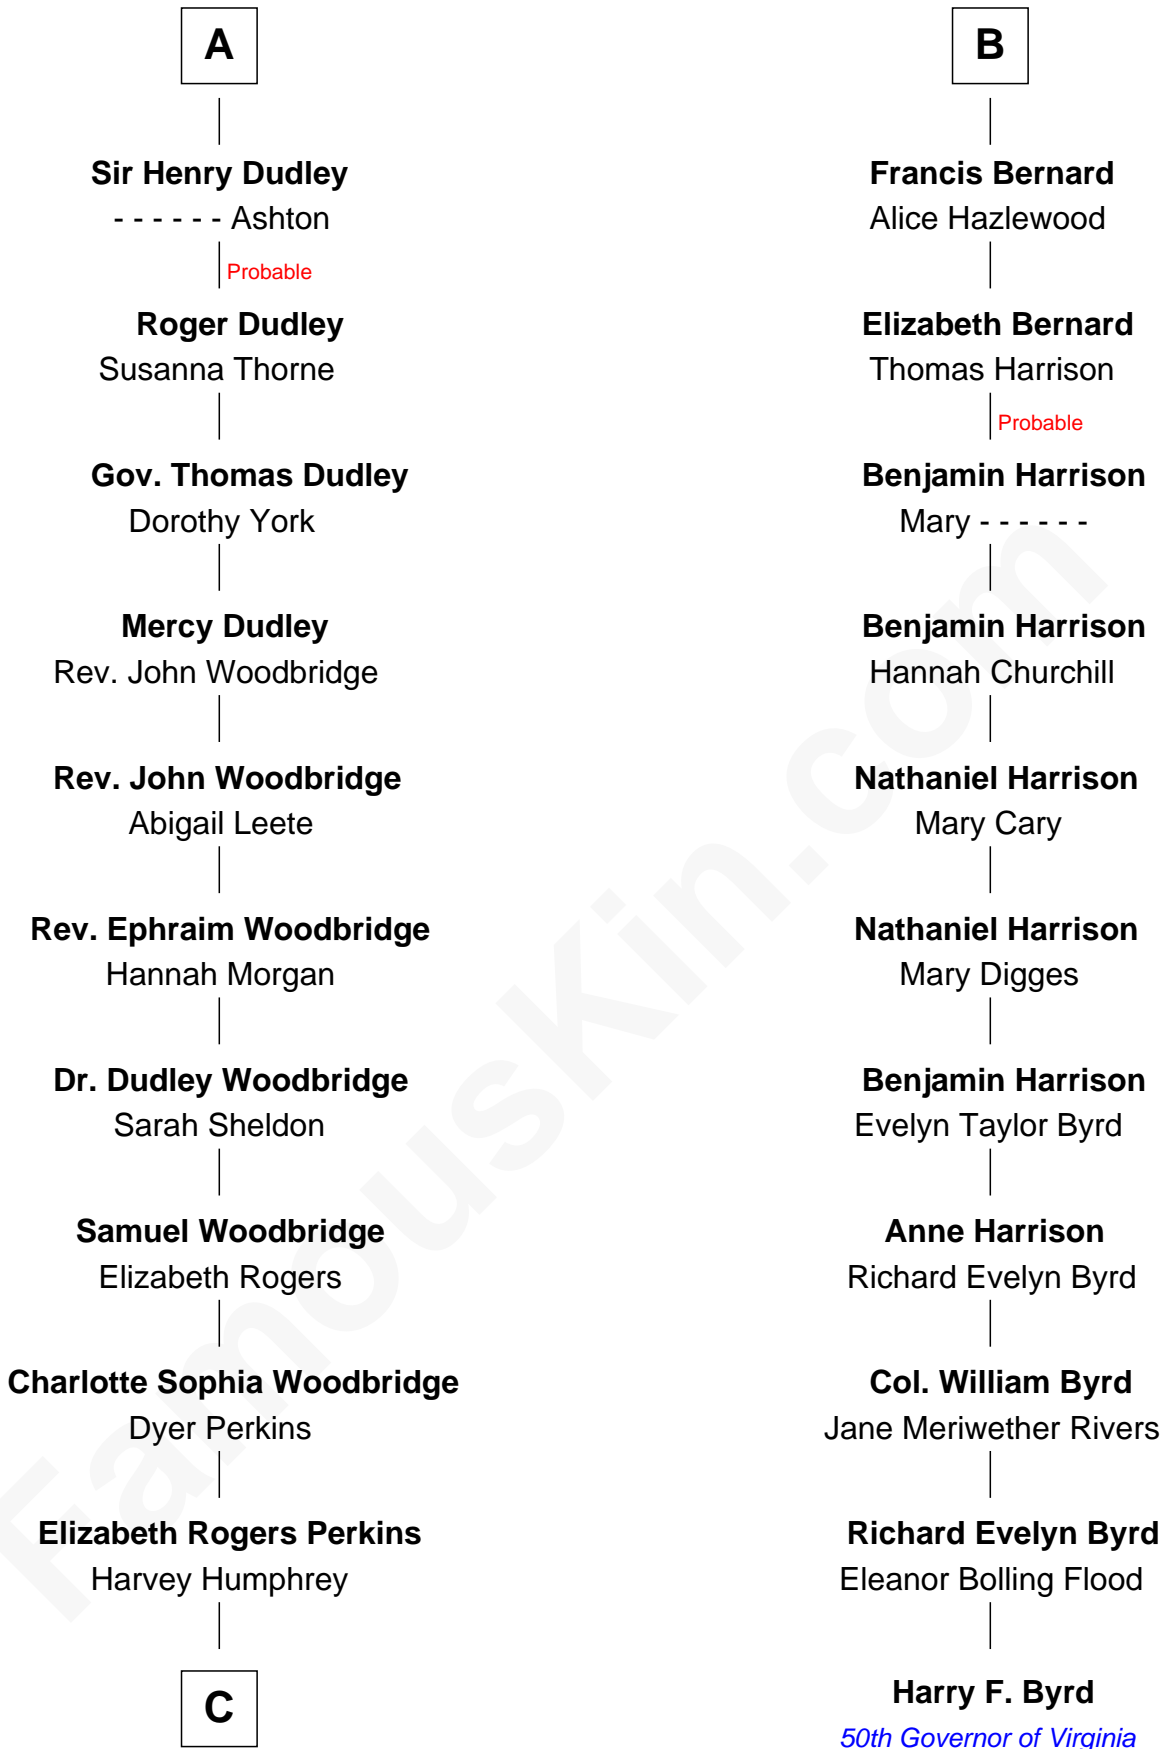 A
Sir Henry Dudley
- - - - - - Ashton
Probable
Roger Dudley
Susanna Thorne
Gov. Thomas Dudley
Dorothy York
Mercy Dudley
Rev. John Woodbridge
Rev. John Woodbridge
Abigail Leete
Rev. Ephraim Woodbridge
Hannah Morgan
Dr. Dudley Woodbridge
Sarah Sheldon
Samuel Woodbridge
Elizabeth Rogers
Charlotte Sophia Woodbridge
Dyer Perkins
Elizabeth Rogers Perkins
Harvey Humphrey
C
B
Francis Bernard
Alice Hazlewood
Elizabeth Bernard
Thomas Harrison
Probable
Benjamin Harrison
Mary - - - - - -
Benjamin Harrison
Hannah Churchill
Nathaniel Harrison
Mary Cary
Nathaniel Harrison
Mary Digges
Benjamin Harrison
Evelyn Taylor Byrd
Anne Harrison
Richard Evelyn Byrd
Col. William Byrd
Jane Meriwether Rivers
Richard Evelyn Byrd
Eleanor Bolling Flood
Harry F. Byrd
50th Governor of Virginia
FamousKin.com